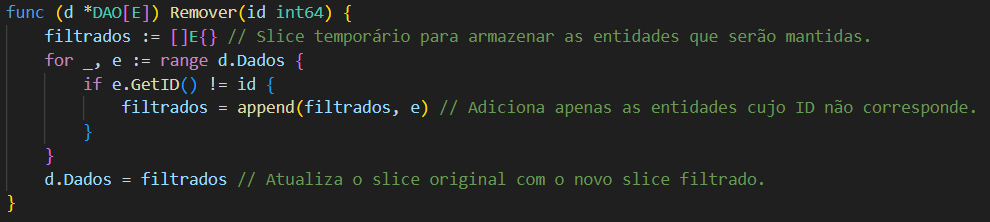 func (d *DAO[E]) Remover(id int64) {
    filtrados := []E{} // Slice temporário para armazenar as entidades que serão mantidas.
    for _, e := range d.Dados {
        if e.GetID() != id {
            filtrados = append(filtrados, e) // Adiciona apenas as entidades cujo ID não corresponde.
        }
    }
    d.Dados = filtrados // Atualiza o slice original com o novo slice filtrado.
}